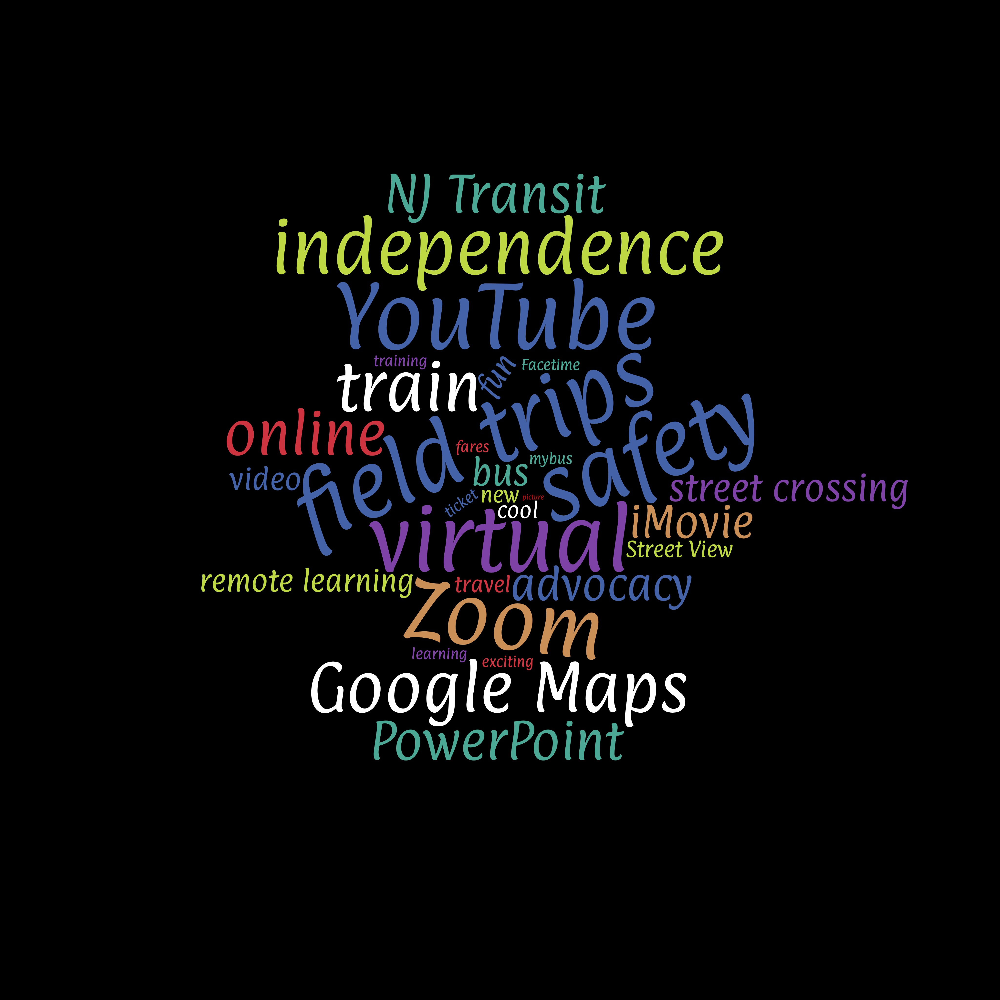 NJ Transit
independence
YouTube
training
fun
Facetime
train
field trips
online
safety
fares
mybus
bus
video
street crossing
new
picture
ticket
cool
virtual
iMovie
Street View
remote learning
travel
advocacy
Zoom
learning
exciting
Google Maps
PowerPoint